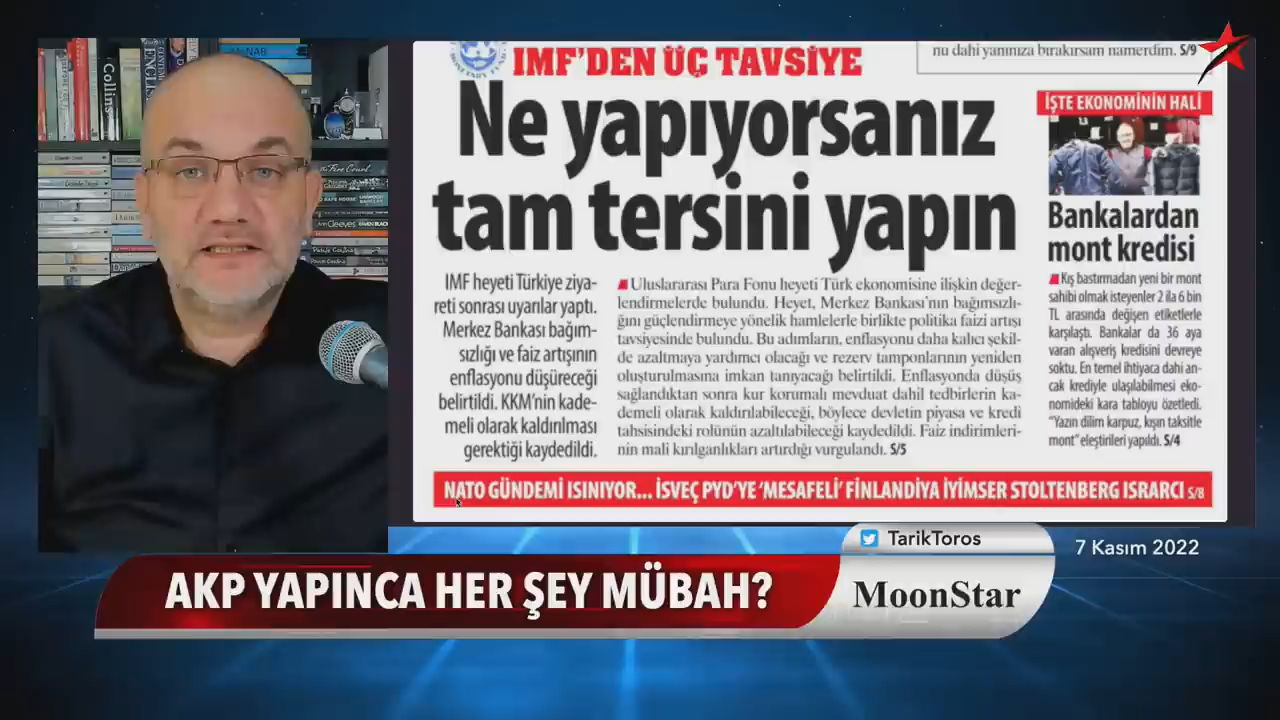 Collins
ENGLISH
McNAB
IMF'DEN ÜÇ TAVSİYE
Ne yapıyorsanız
tam tersini yapın
IMF heyeti Türkiye ziya-
reti sonrası uyarılar yaptı.
Merkez Bankası bağım-
sızlığı ve faiz artışının
enflasyonu düşüreceği
belirtildi. KKM'nin kade-
meli olarak kaldırılması
gerektiği kaydedildi.
Uluslararası Para Fonu heyeti Türk ekonomisine ilişkin değer-
lendirmelerde bulundu. Heyet, Merkez Bankası'nın bağımsızlı-
ğını güçlendirmeye yönelik hamlelerle birlikte politika faizi artışı
tavsiyesinde bulundu. Bu adımların, enflasyonu daha kalıcı şekil-
de azaltmaya yardımcı olacağı ve rezerv tamponlarının yeniden
oluşturulmasına imkan tanıyacağı belirtildi. Enflasyonda düşüş
sağlandıktan sonra kur korumalı mevduat dahil tedbirlerin ka-
demeli olarak kaldırılabileceği, böylece devletin piyasa ve kredi
tahsisindeki rolünün azaltılabileceği kaydedildi. Faiz indirimleri-
nin mali kırılganlıkları artırdığı vurgulandı. S/5
nu dahi yanınıza bırakırsam namerdim. S/9
İŞTE EKONOMİNİN HALİ
Bankalardan
mont kredisi
Kış bastırmadan yeni bir mont
sahibi olmak isteyenler 2 ila 6 bin
TL arasında değişen etiketlerle
karşılaştı. Bankalar da 36 aya
varan alışveriş kredisini devreye
soktu. En temel ihtiyaca dahi an-
cak krediyle ulaşılabilmesi eko-
nomideki kara tabloyu özetledi.
"Yazın dilim karpuz, kışın taksitle
mont" eleştirileri yapıldı. S/4
NATO GÜNDEMİ ISINIYOR... İSVEÇ PYD'YE 'MESAFELİ' FİNLANDİYA İYİMSER STOLTENBERG ISRARCI S/8
TarikToros
7 Kasım 2022
AKP YAPINCA HER ŞEY MÜBAH?
MoonStar